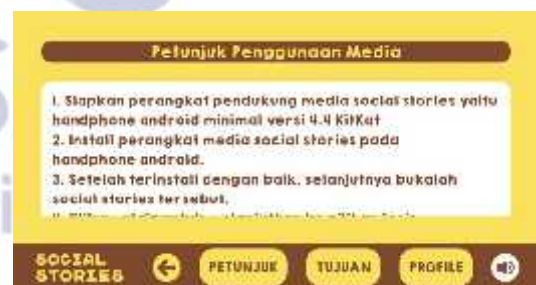 Petunjuk Penggunaan Media
1. Siapkan perangkat pendukung media social stories yaitu
handphone android minimal versi 4.4 KitKat
2. Install perangkat media social stories pada
handphone android.
3. Setelah terinstall dengan baik, selanjutnya bukalah
social stories tersebut.
SOCIAL
STORIES
PETUNJUK
TUJUAN
PROFILE